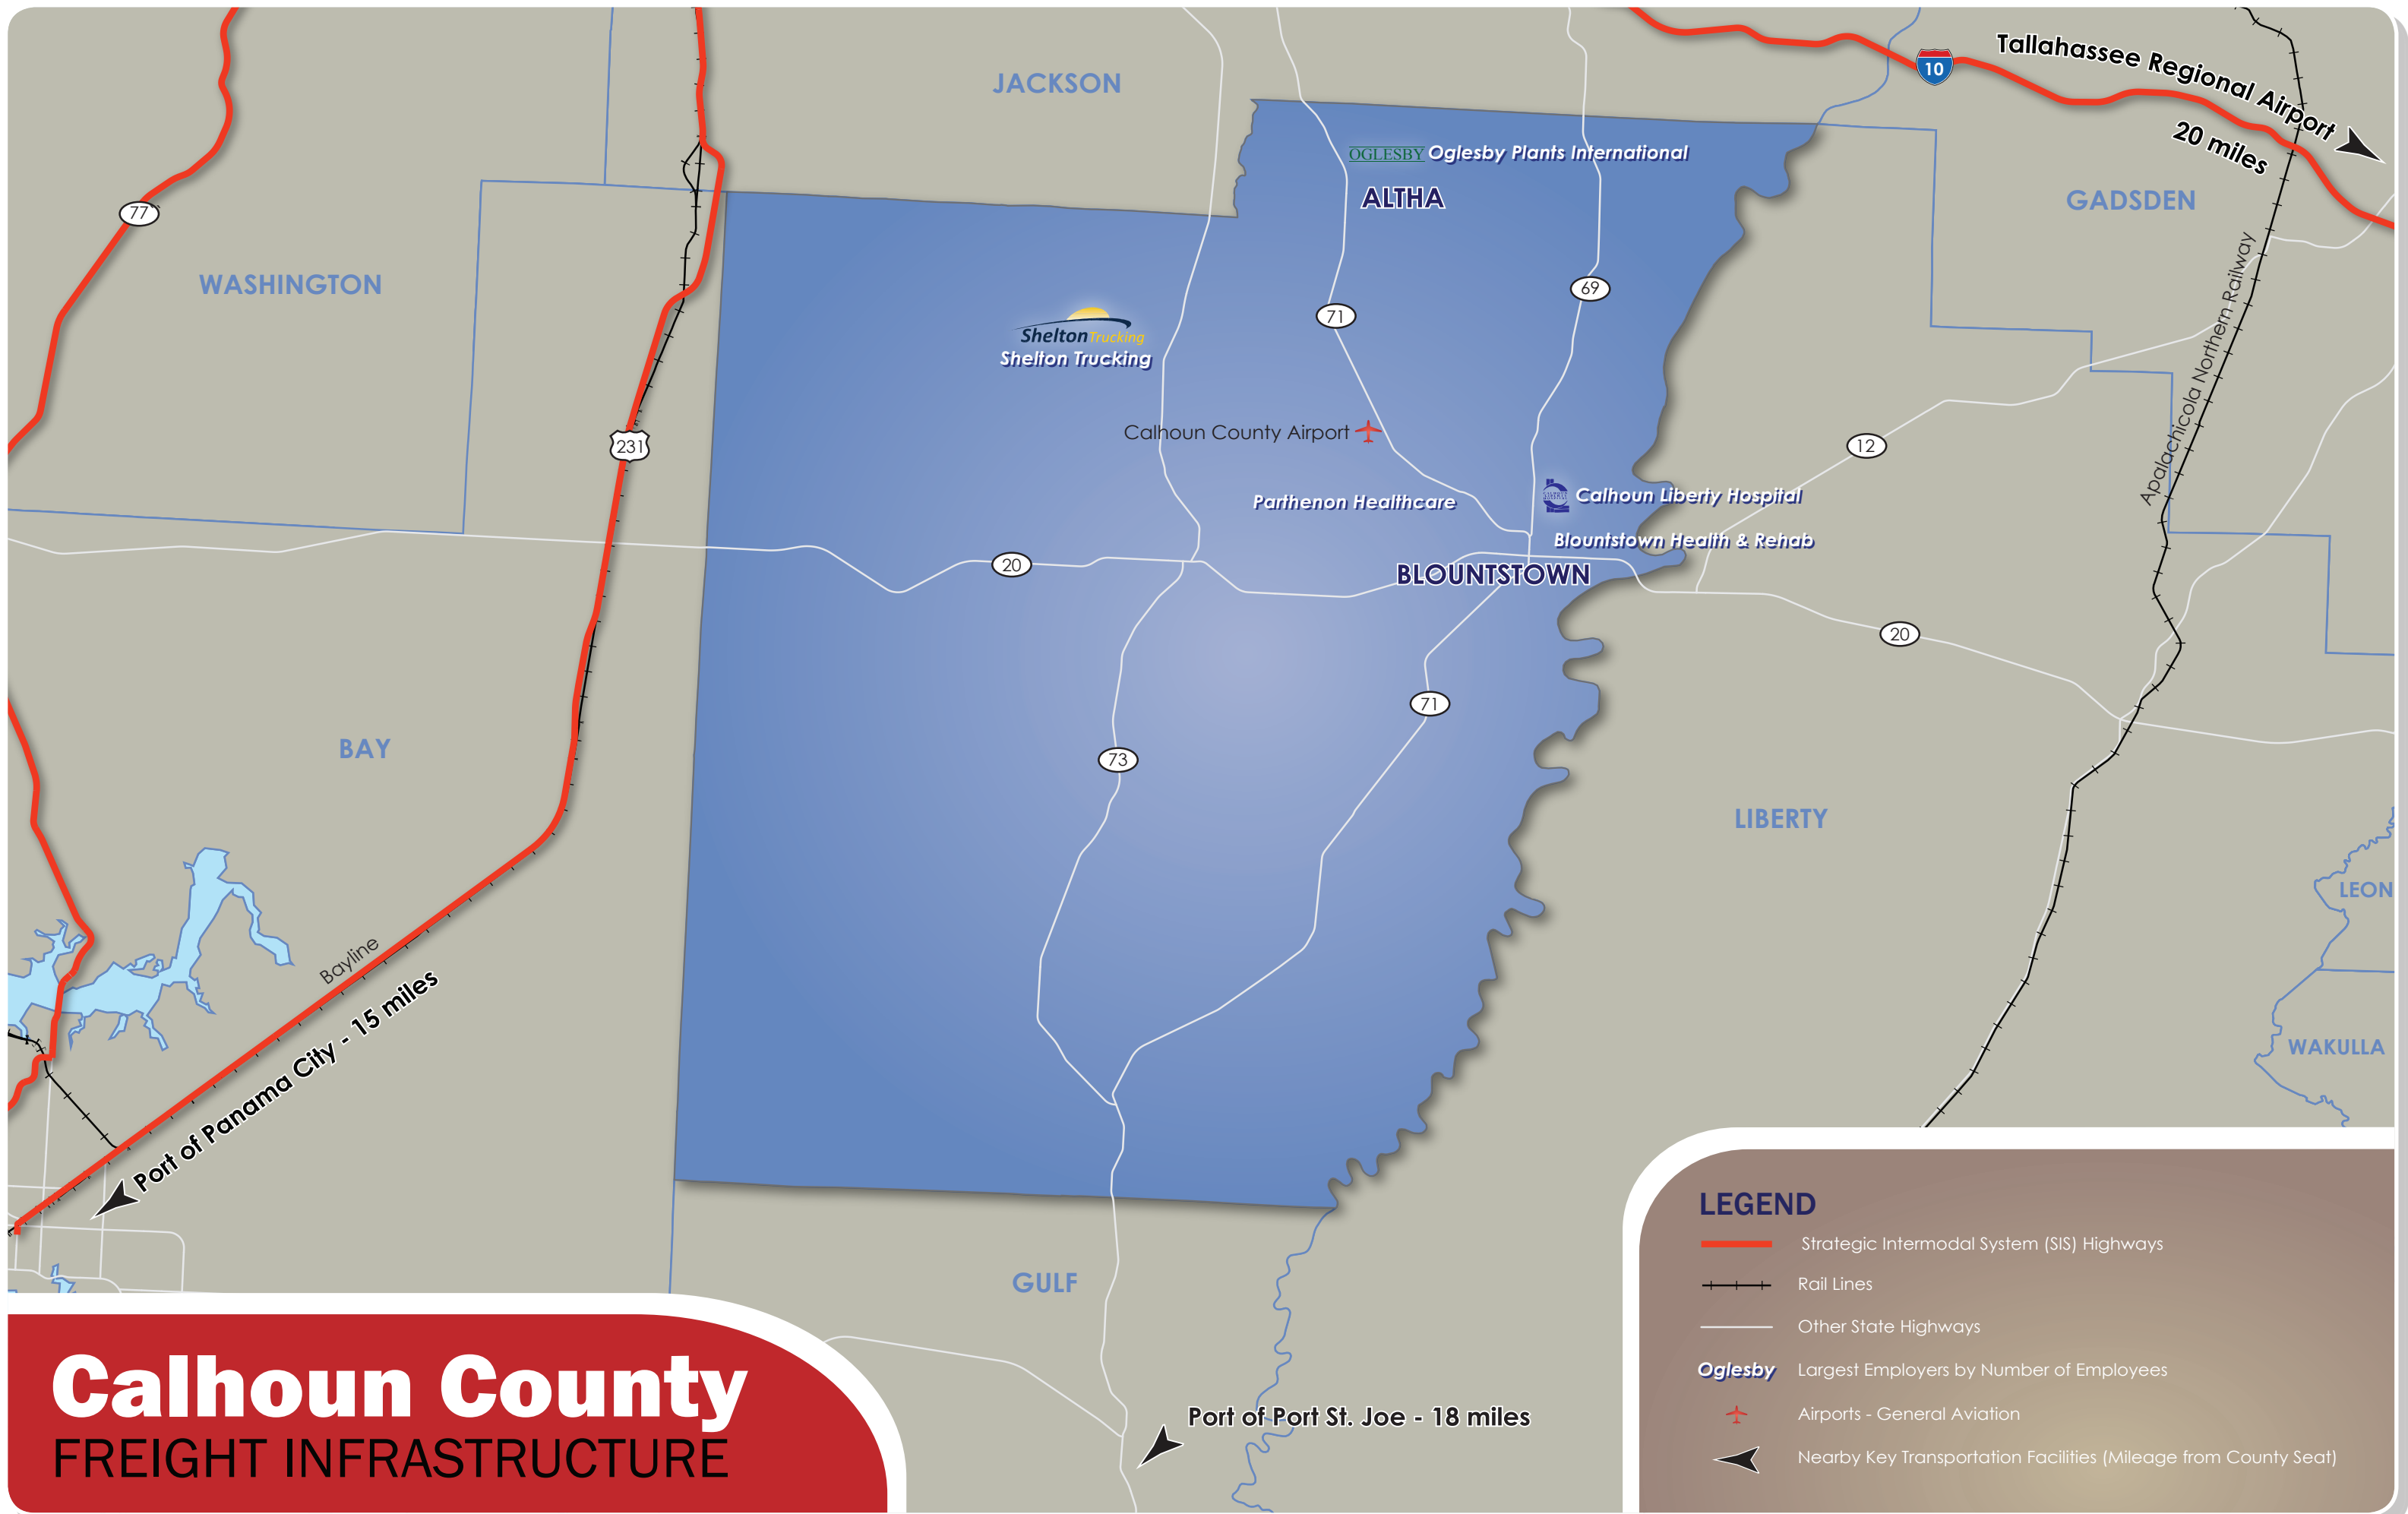 JACKSON
10
Tallahassee Regional Airport
20 miles
OGLESBY Oglesby Plants International
ALTHA
GADSDEN
77
WASHINGTON
69
71
Shelton Trucking
Shelton Trucking
Apalachicola Northern Railway
231
Calhoun County Airport
12
Parthenon Healthcare
Calhoun Liberty Hospital
Blountstown Health & Rehab
20
BLOUNTSTOWN
20
71
BAY
73
LIBERTY
LEON
Bayline
Port of Panama City - 15 miles
WAKULLA
GULF
Port of Port St. Joe - 18 miles
Calhoun County
FREIGHT INFRASTRUCTURE
LEGEND
Strategic Intermodal System (SIS) Highways
Rail Lines
Other State Highways
Oglesby Largest Employers by Number of Employees
Airports - General Aviation
Nearby Key Transportation Facilities (Mileage from County Seat)